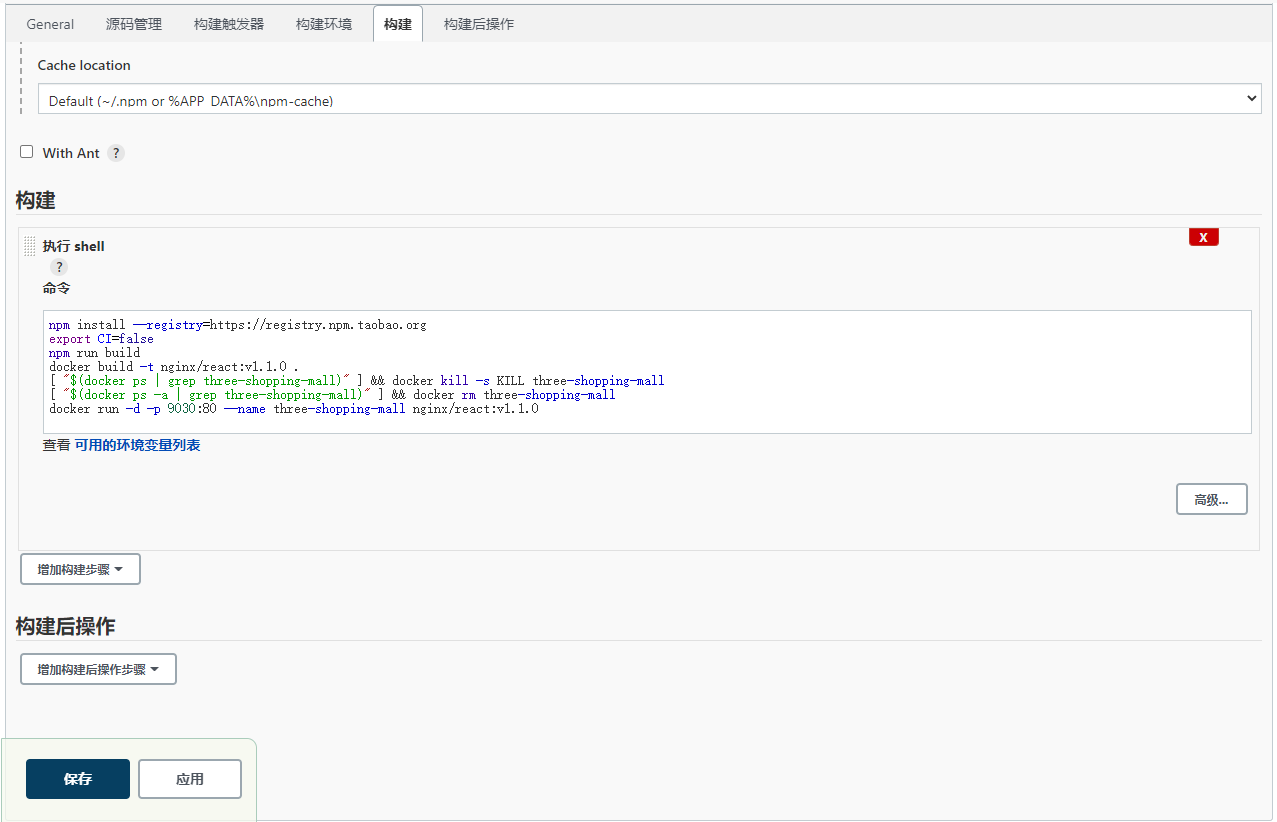 General 源码管理 构建触发器 构建环境 构建 构建后操作
Cache location
Default (~/.npm or %APP_DATA%\npm-cache)
With Ant ?
构建
X
执行 shell
?
命令
npm install --registry=https://registry.npm.taobao.org
export CI=false
npm run build
docker build -t nginx/react:v1.1.0 .
[ "$(docker ps | grep three-shopping-mall)" ] && docker kill -s KILL three-shopping-mall
[ "$(docker ps -a | grep three-shopping-mall)" ] && docker rm three-shopping-mall
docker run -d -p 9030:80 --name three-shopping-mall nginx/react:v1.1.0
查看 可用的环境变量列表
高级...
增加构建步骤
构建后操作
增加构建后操作步骤
保存 应用